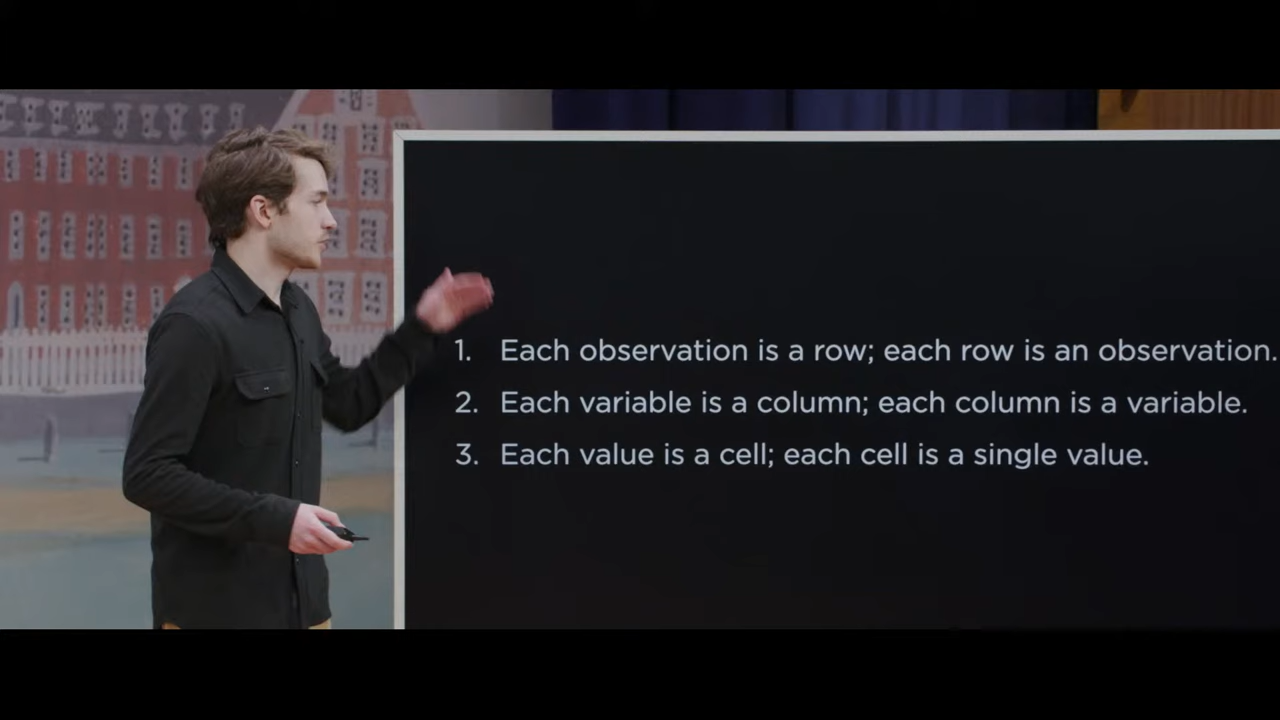 1. Each observation is a row; each row is an observation.
2. Each variable is a column; each column is a variable.
3. Each value is a cell; each cell is a single value.